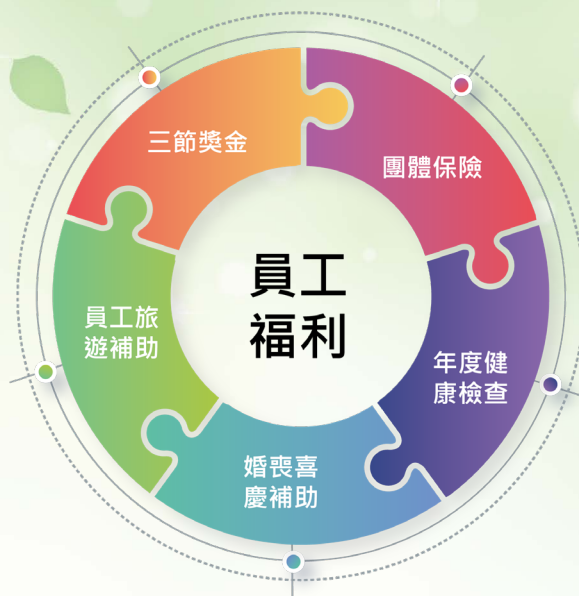 三節獎金
團體保險
員工
福利
員工旅
遊補助
年度健
康檢查
婚喪喜
慶補助